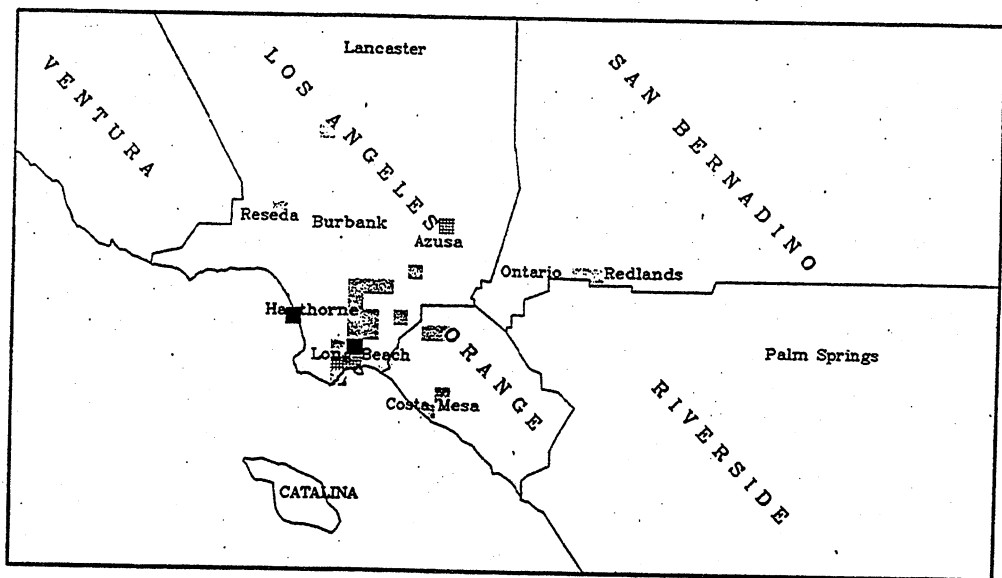 Lancaster
VENTURA
LOS ANGELES
SAN BERNADINO
Reseda
Burbank
Azusa
Ontario
Redlands
Hawthorne
Long Beach
ORANGE
Palm Springs
Costa Mesa
RIVERSIDE
CATALINA